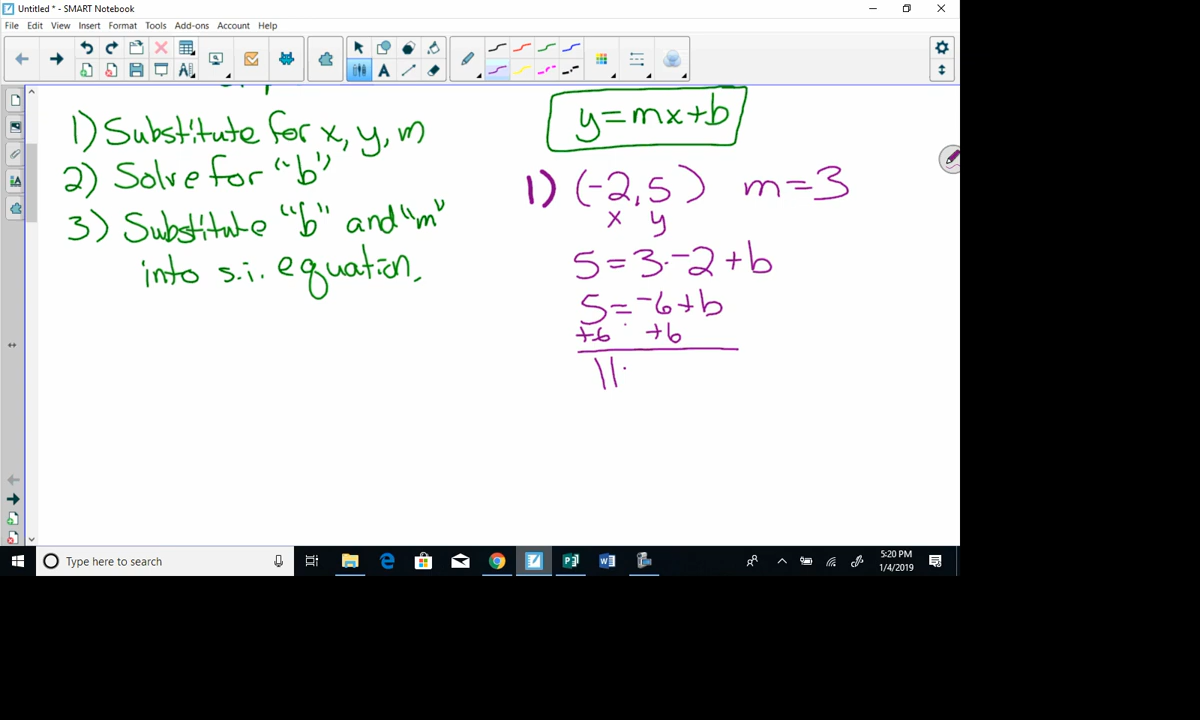 Untitled * - SMART Notebook
File Edit View Insert Format Tools Add-ons Account Help
1) Substitute for x, y, m
2) Solve for "b"
3) Substitute "b" and "m"
into s.i. equation.
y=mx+b
1) (-2, 5) m=3
x y
5 = 3·-2 + b
5 = -6+b
+6 +6
11
Type here to search
5:20 PM
1/4/2019